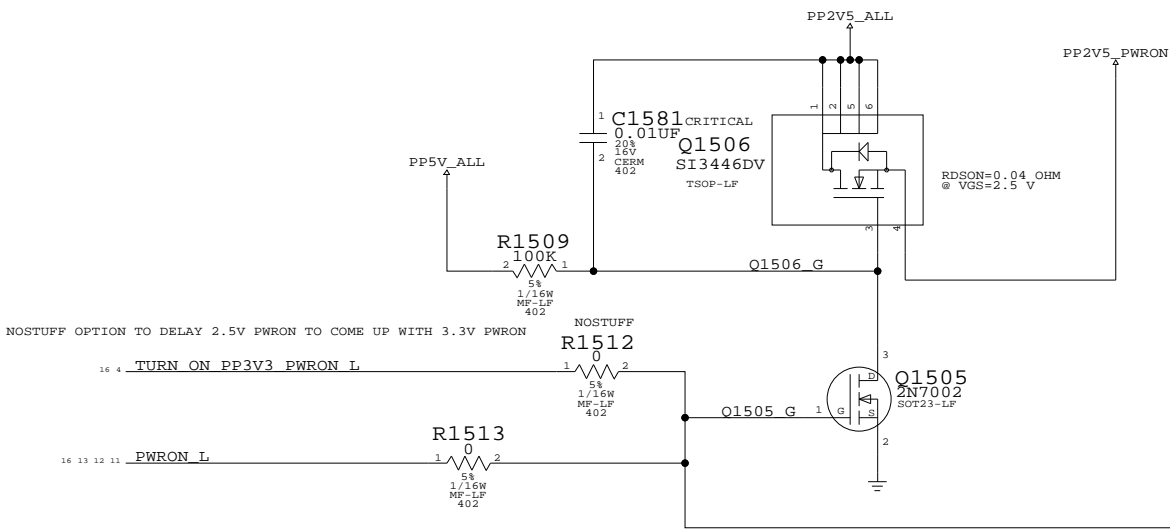 PP2V5_ALL
PP2V5_PWRON
1 2 5 6
1 C1581 CRITICAL
0.01UF
20%
16V
2 CERM
402
Q1506
SI3446DV
TSOP-LF
RDSON=0.04 OHM
@ VGS=2.5 V
3 4
PP5V_ALL
R1509
100K
2 1
5%
1/16W
MF-LF
402
Q1506_G
NOSTUFF OPTION TO DELAY 2.5V PWRON TO COME UP WITH 3.3V PWRON
NOSTUFF
R1512
0
16 4 TURN_ON_PP3V3_PWRON_L
1 2
5%
1/16W
MF-LF
402
3
D
Q1505
2N7002
SOT23-LF
Q1505_G
1 G S
2
R1513
0
16 13 12 11 PWRON_L
1 2
5%
1/16W
MF-LF
402